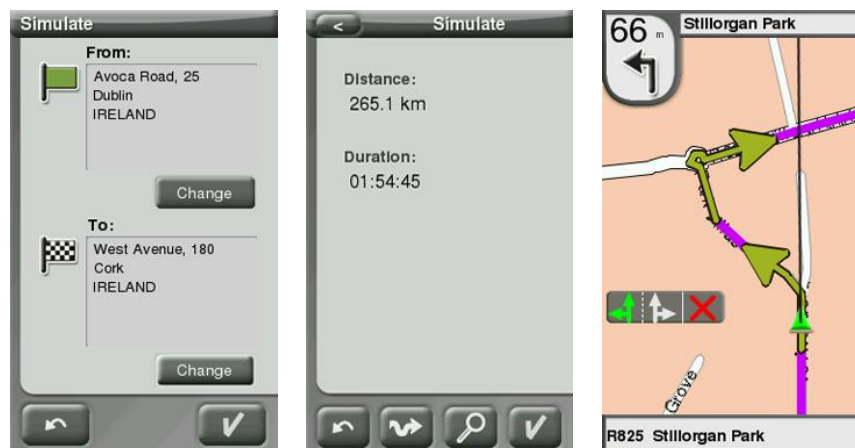 Simulate
From:
Avoca Road, 25
Dublin
IRELAND
Change
To:
West Avenue, 180
Cork
IRELAND
Change
<
Simulate
Distance:
265.1 km
Duration:
01:54:45
66 m
Stillorgan Park
Grove
R825 Stillorgan Park